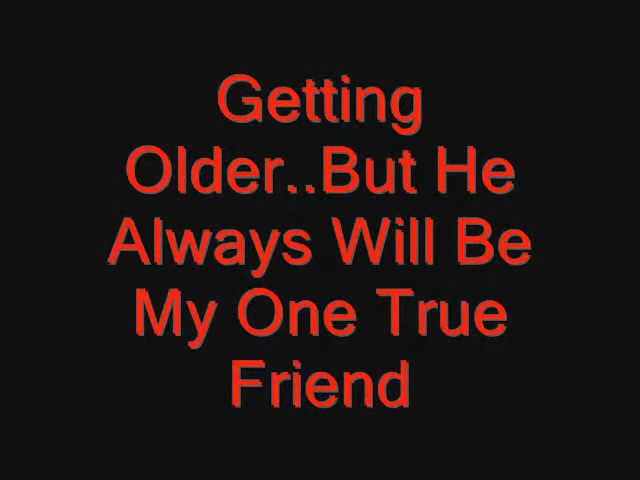 Getting
Older..But He
Always Will Be
My One True
Friend